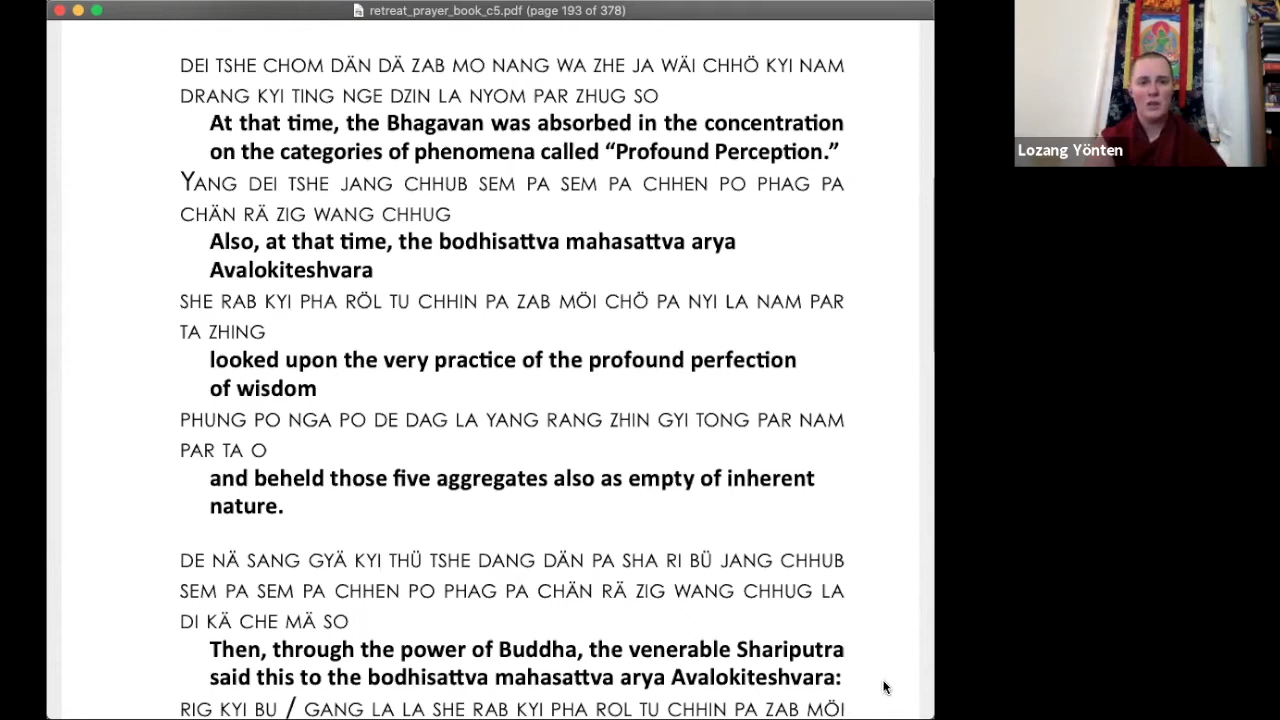 retreat_prayer_book_c5.pdf (page 193 of 378)
DEI TSHE CHOM DÄN DÄ ZAB MO NANG WA ZHE JA WÄI CHHÖ KYI NAM
DRANG KYI TING NGE DZIN LA NYOM PAR ZHUG SO
At that time, the Bhagavan was absorbed in the concentration
on the categories of phenomena called “Profound Perception.”
YANG DEI TSHE JANG CHHUB SEM PA SEM PA CHHEN PO PHAG PA
CHÄN RÄ ZIG WANG CHHUG
Also, at that time, the bodhisattva mahasattva arya
Avalokiteshvara
SHE RAB KYI PHA RÖL TU CHHIN PA ZAB MÖI CHÖ PA NYI LA NAM PAR
TA ZHING
looked upon the very practice of the profound perfection
of wisdom
PHUNG PO NGA PO DE DAG LA YANG RANG ZHIN GYI TONG PAR NAM
PAR TA O
and beheld those five aggregates also as empty of inherent
nature.
DE NÄ SANG GYÄ KYI THÜ TSHE DANG DÄN PA SHA RI BÜ JANG CHHUB
SEM PA SEM PA CHHEN PO PHAG PA CHÄN RÄ ZIG WANG CHHUG LA
DI KÄ CHE MÄ SO
Then, through the power of Buddha, the venerable Shariputra
said this to the bodhisattva mahasattva arya Avalokiteshvara:
RIG KYI BU / GANG LA LA SHE RAB KYI PHA ROL TU CHHIN PA ZAB MÖI
Lozang Yönten